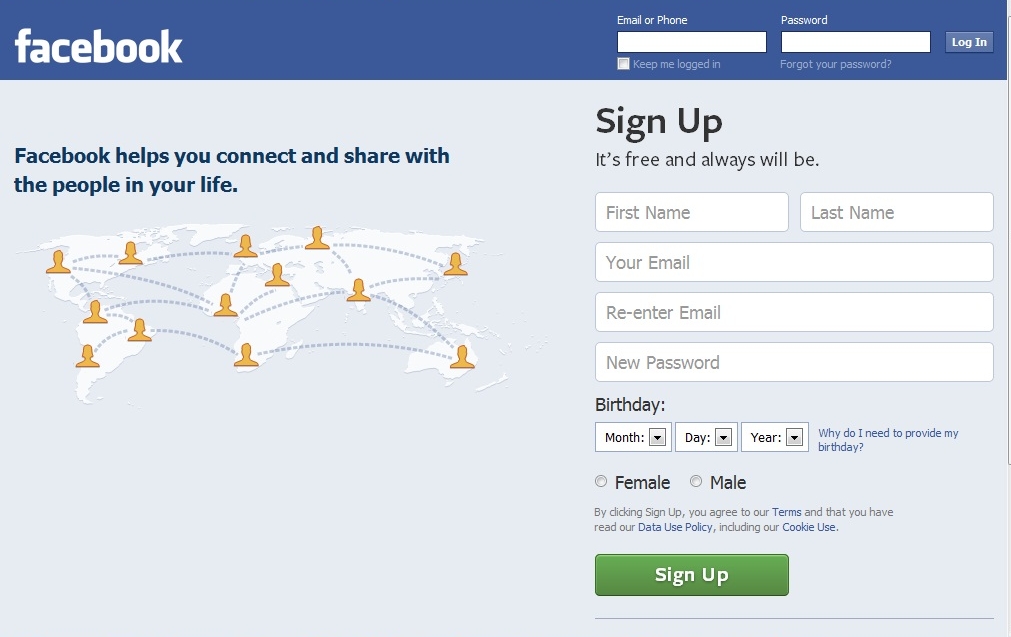 facebook
Email or Phone
Password
Log In
Keep me logged in
Forgot your password?
Facebook helps you connect and share with
the people in your life.
Sign Up
It's free and always will be.
First Name
Last Name
Your Email
Re-enter Email
New Password
Birthday:
Month:
Day:
Year:
Why do I need to provide my
birthday?
Female
Male
By clicking Sign Up, you agree to our Terms and that you have
read our Data Use Policy, including our Cookie Use.
Sign Up